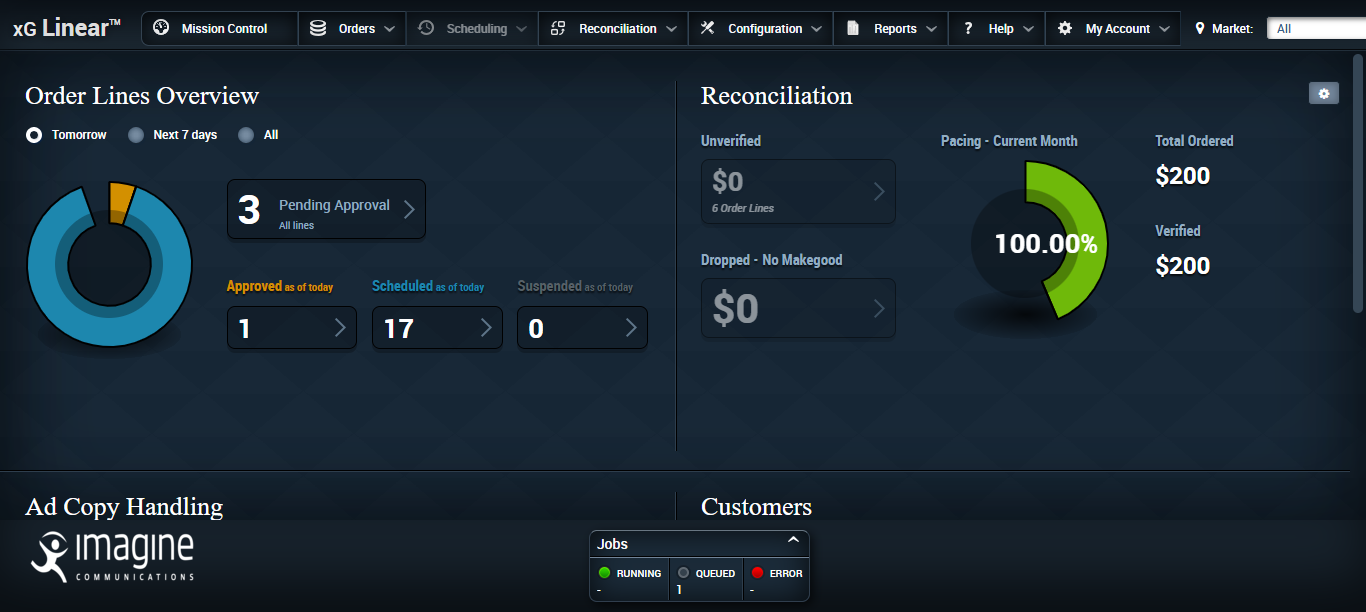 xG Linear™ Mission Control Orders Scheduling Reconciliation Configuration Reports ? Help My Account Market: All
Order Lines Overview
Tomorrow Next 7 days All
3 Pending Approval
All lines
Approved as of today Scheduled as of today Suspended as of today
1 17 0
Reconciliation
Unverified
$0
6 Order Lines
Dropped - No Makegood
$0
Pacing - Current Month
100.00%
Total Ordered
$200
Verified
$200
Ad Copy Handling
Customers
imagine
COMMUNICATIONS
Jobs
RUNNING QUEUED ERROR
- 1 -